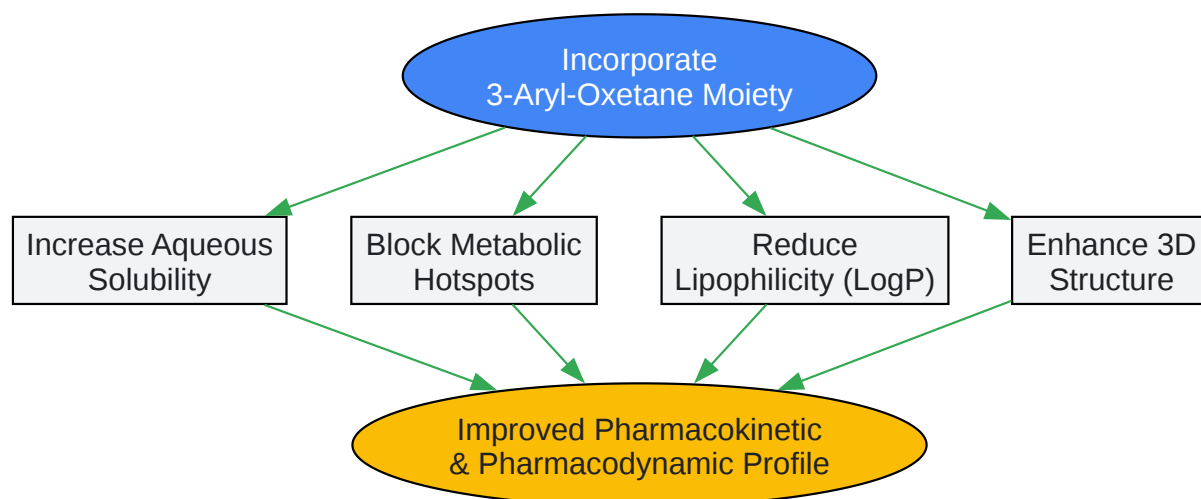 Incorporate
3-Aryl-Oxetane Moiety
Increase Aqueous
Solubility
Block Metabolic
Hotspots
Reduce
Lipophilicity (LogP)
Enhance 3D
Structure
Improved Pharmacokinetic
& Pharmacodynamic Profile